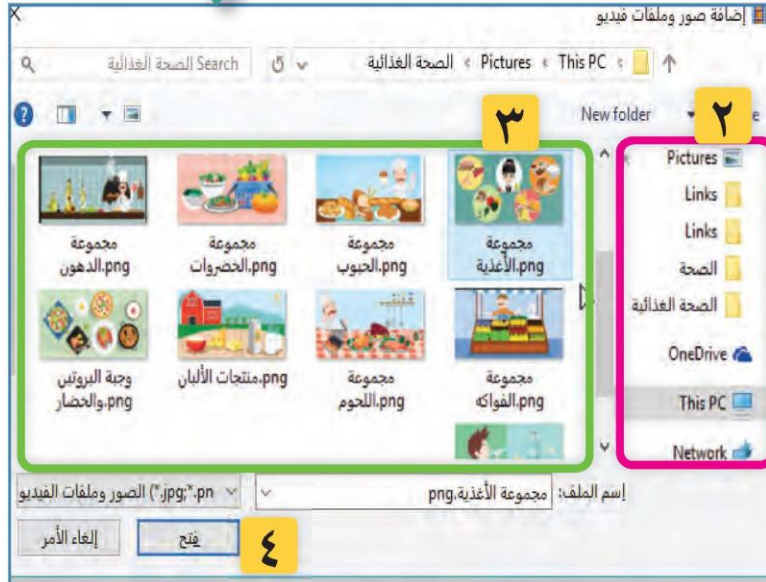 إضافة صور وملفات فيديو
X
This PC
Pictures
الصحة الغذائية
Search الصحة الغذائية
New folder
٢
٣
Pictures
Links
Links
الصحة
الصحة الغذائية
OneDrive
This PC
Network
مجموعة
الأغذية.png
مجموعة
الحبوب.png
مجموعة
الخضروات.png
مجموعة
الدهون.png
مجموعة
الفواكه.png
مجموعة
اللحوم.png
منتجات الألبان.png
وجبة البروتين
والخضار.png
إسم الملف:
مجموعة الأغذية.png
الصور وملفات الفيديو (*.jpg;*.pn
٤
فتح
إلغاء الأمر